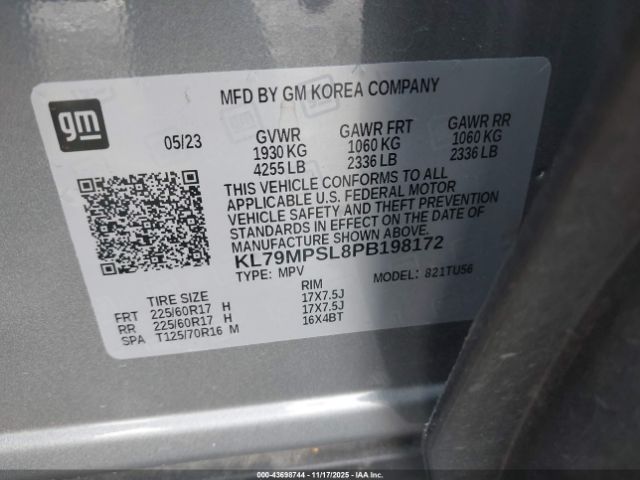 MFD BY GM KOREA COMPANY
gm
05/23 GVWR GAWR FRT GAWR RR
1930 KG 1060 KG 1060 KG
4255 LB 2336 LB 2336 LB
THIS VEHICLE CONFORMS TO ALL
APPLICABLE U.S. FEDERAL MOTOR
VEHICLE SAFETY AND THEFT PREVENTION
STANDARDS IN EFFECT ON THE DATE OF
MANUFACTURE SHOWN ABOVE.
KL79MPSL8PB198172
TYPE: MPV MODEL: 821TU56
TIRE SIZE RIM
FRT 225/60R17 H 17X7.5J
RR 225/60R17 H 17X7.5J
SPA T125/70R16 M 16X4BT
000-43698744 11/17/2025 IAA, Inc.